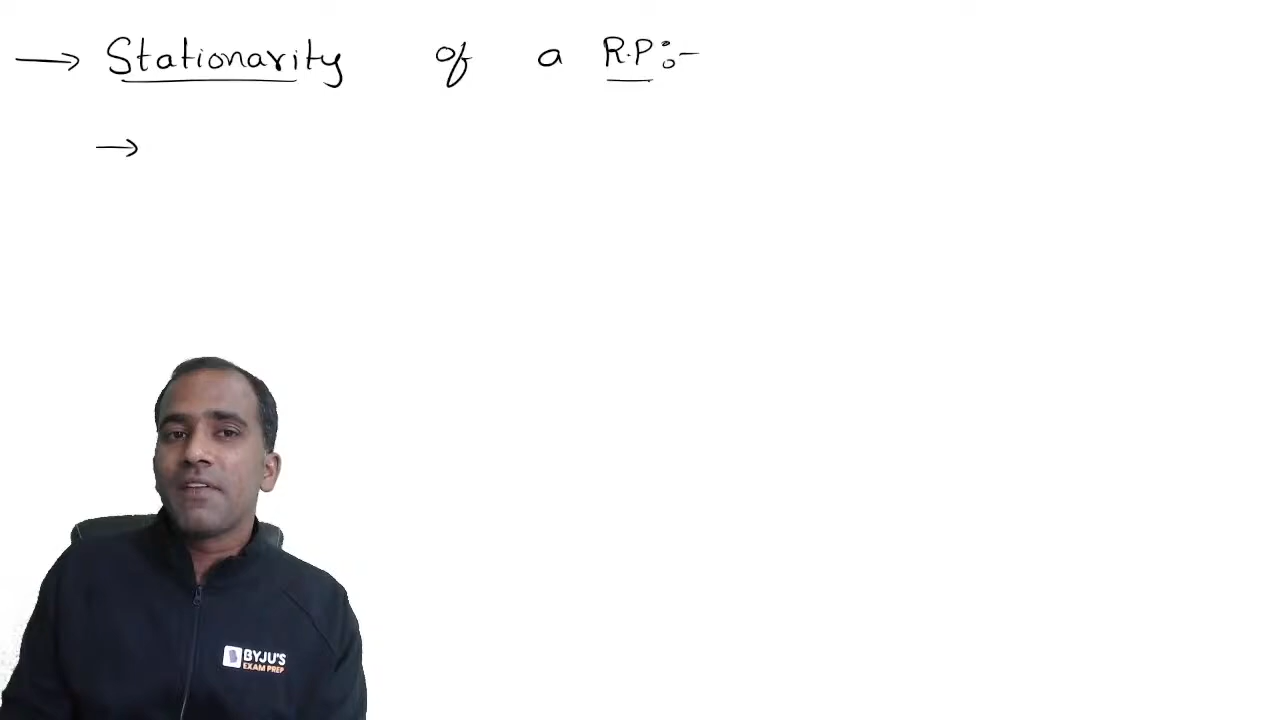 → Stationarity of a R.P:-
→
BYJU'S
EXAM PREP